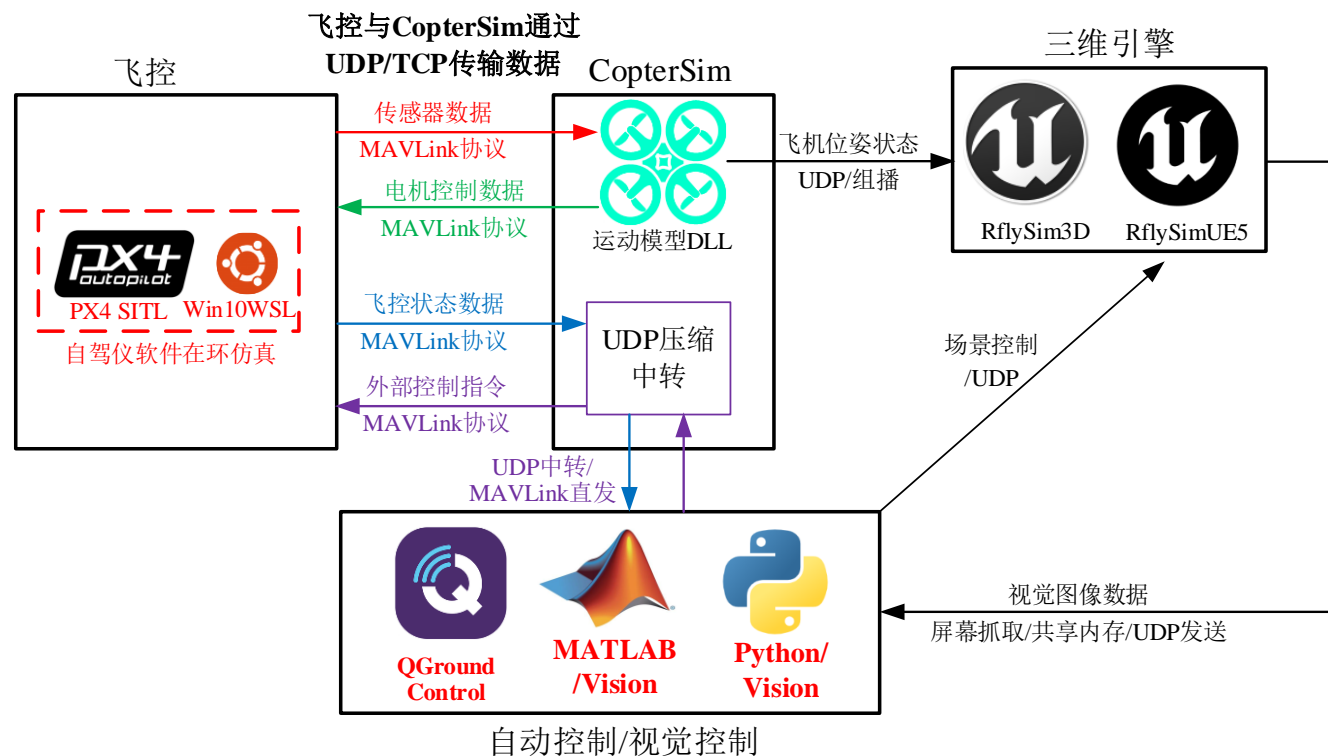 飞控与CopterSim通过
UDP/TCP传输数据
飞控
CopterSim
三维引擎
传感器数据
MAVLink协议
电机控制数据
MAVLink协议
运动模型DLL
飞机位姿状态
UDP/组播
RflySim3D
RflySimUE5
px4
autopilot
PX4 SITL
Win10WSL
自驾仪软件在环仿真
飞控状态数据
MAVLink协议
外部控制指令
MAVLink协议
UDP压缩
中转
场景控制
/UDP
UDP中转/
MAVLink直发
QGround
Control
MATLAB
/Vision
Python/
Vision
视觉图像数据
屏幕抓取/共享内存/UDP发送
自动控制/视觉控制